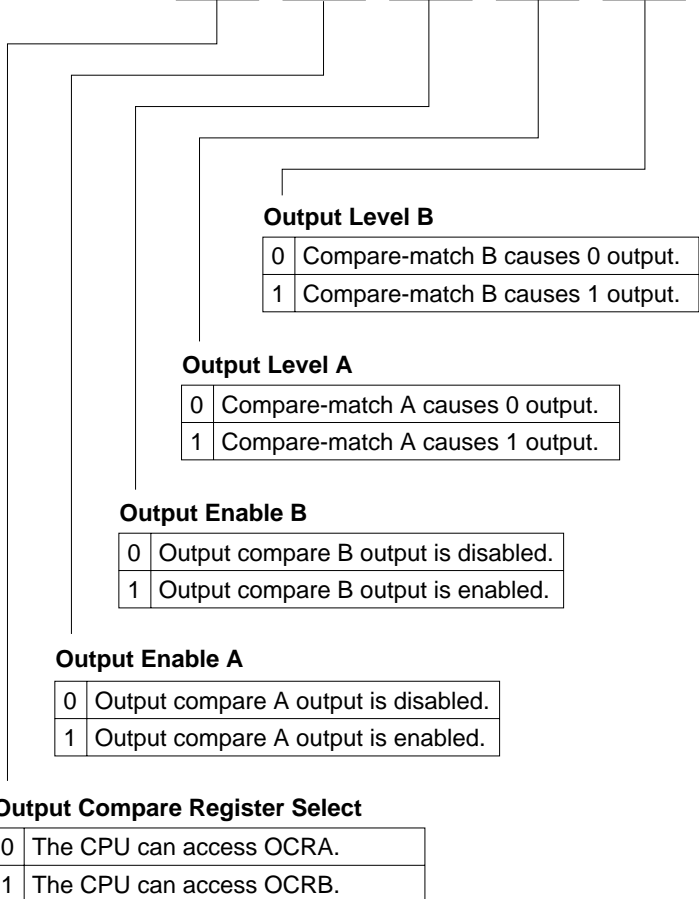 Output Level B
0 Compare-match B causes 0 output.
1 Compare-match B causes 1 output.
Output Level A
0 Compare-match A causes 0 output.
1 Compare-match A causes 1 output.
Output Enable B
0 Output compare B output is disabled.
1 Output compare B output is enabled.
Output Enable A
0 Output compare A output is disabled.
1 Output compare A output is enabled.
Output Compare Register Select
0 The CPU can access OCRA.
1 The CPU can access OCRB.